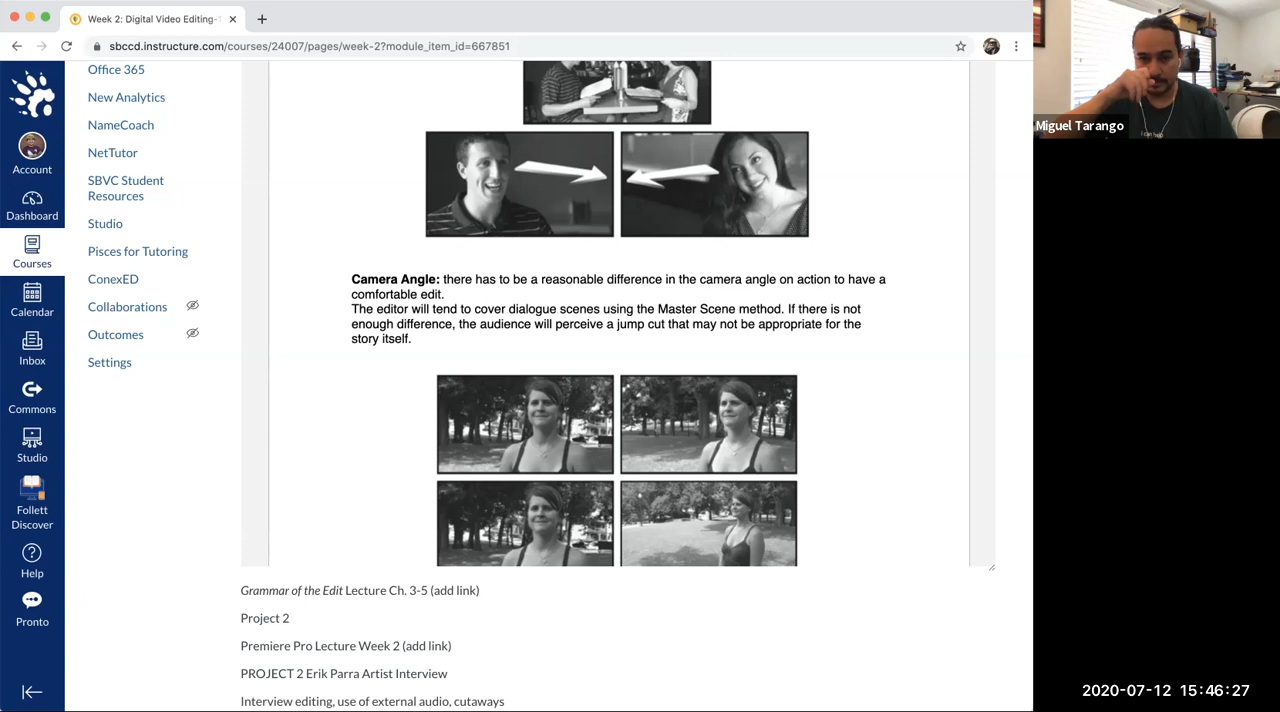 Week 2: Digital Video Editing-
sbccd.instructure.com/courses/24007/pages/week-2?module_item_id=667851
Account
Dashboard
Courses
Calendar
Inbox
Commons
Studio
Follett
Discover
Help
Pronto
Office 365
New Analytics
NameCoach
NetTutor
SBVC Student
Resources
Studio
Pisces for Tutoring
ConexED
Collaborations
Outcomes
Settings
Camera Angle: there has to be a reasonable difference in the camera angle on action to have a
comfortable edit.
The editor will tend to cover dialogue scenes using the Master Scene method. If there is not
enough difference, the audience will perceive a jump cut that may not be appropriate for the
story itself.
Grammar of the Edit Lecture Ch. 3-5 (add link)
Project 2
Premiere Pro Lecture Week 2 (add link)
PROJECT 2 Erik Parra Artist Interview
Interview editing, use of external audio, cutaways
I can help
Miguel Tarango
2020-07-12 15:46:27